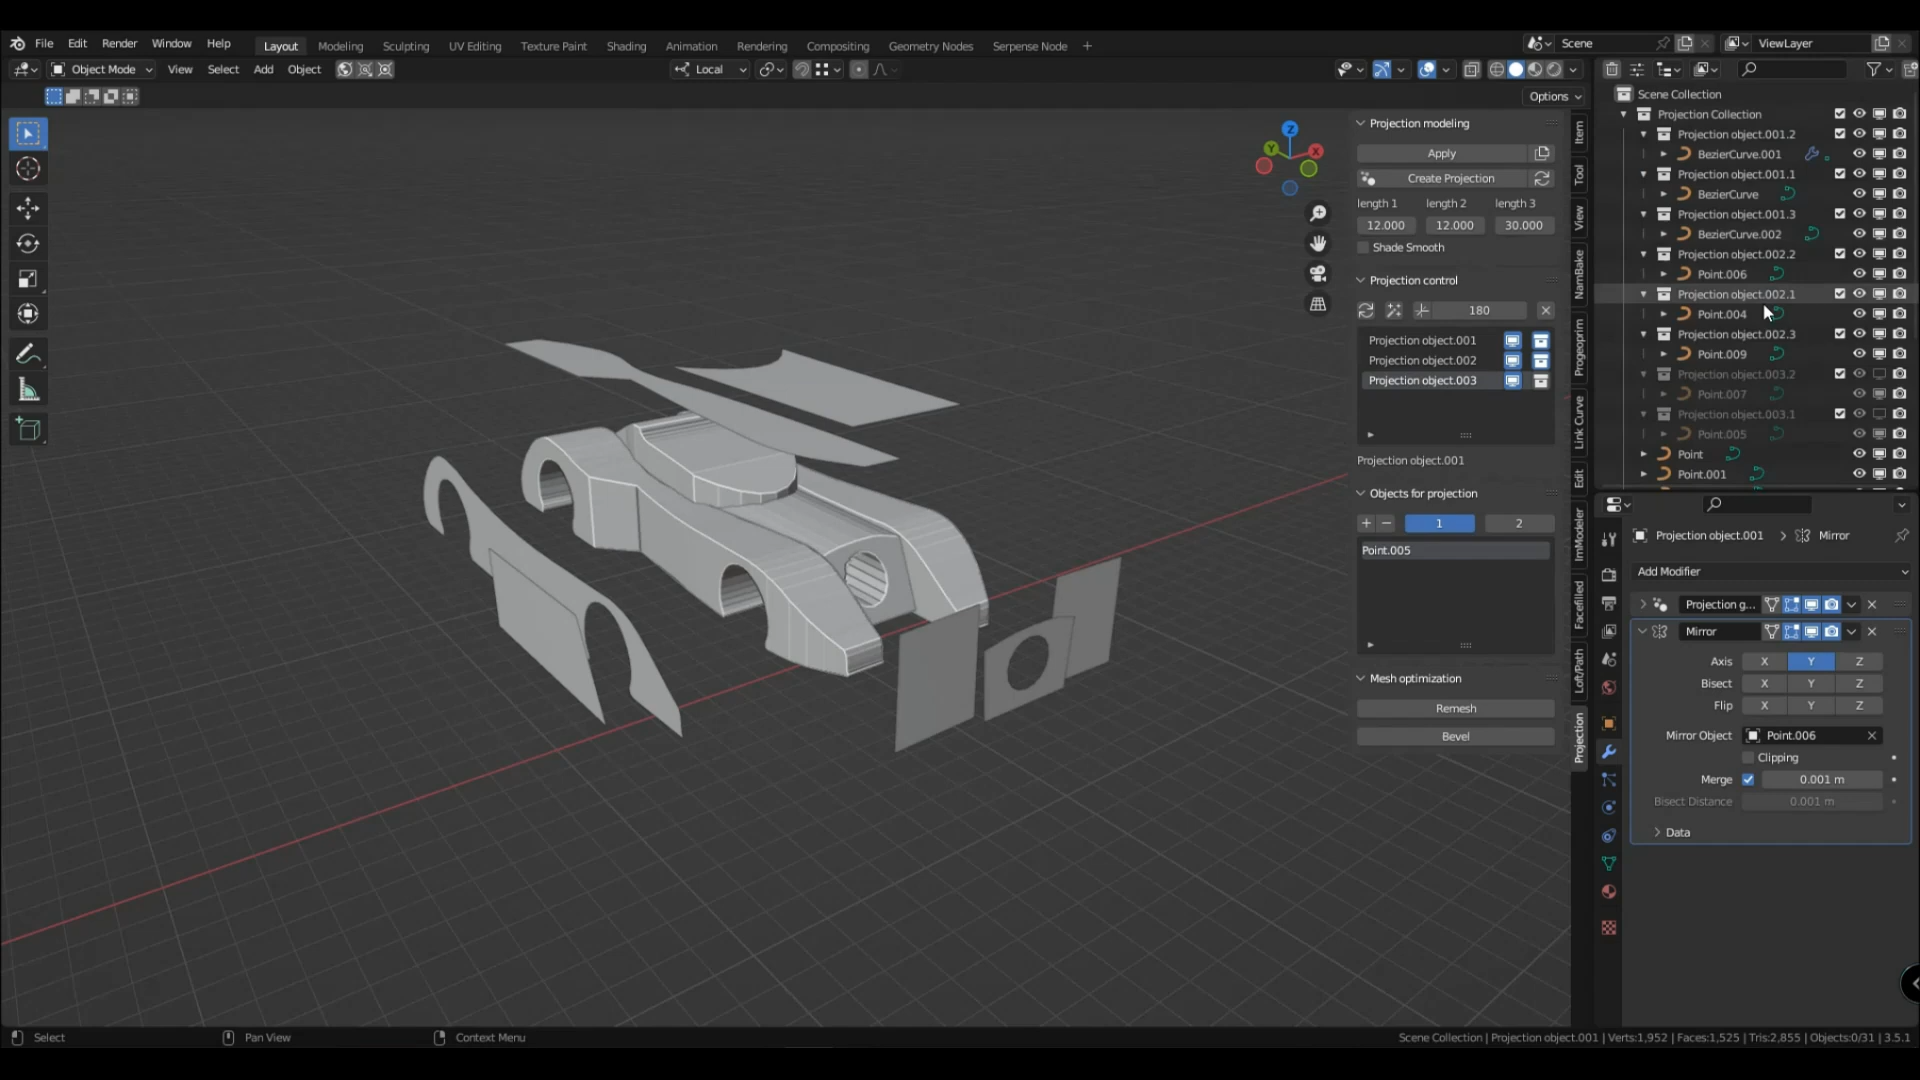 File Edit Render Window Help Layout Modeling Sculpting UV Editing Texture Paint Shading Animation Rendering Compositing Geometry Nodes Serpense Node + Scene ViewLayer
Object Mode View Select Add Object Local
Options
Projection modeling
Apply
Create Projection
length 1 length 2 length 3
12.000 12.000 30.000
Shade Smooth
Projection control
180
Projection object.001
Projection object.002
Projection object.003
Projection object.001
Objects for projection
+ − 1 2
Point.005
Mesh optimization
Remesh
Bevel
Item
Tool
View
NamBake
Progeoprim
Link Curve
Edit
ImModeler
Facefilled
Loft/Path
Projection
Z
Y
X
Scene Collection
Projection Collection
Projection object.001.2
BezierCurve.001
Projection object.001.1
BezierCurve
Projection object.001.3
BezierCurve.002
Projection object.002.2
Point.006
Projection object.002.1
Point.004
Projection object.002.3
Point.009
Projection object.003.2
Point.007
Projection object.003.1
Point.005
Point
Point.001
Projection object.001 > Mirror
Add Modifier
Projection g...
Mirror
Axis X Y Z
Bisect X Y Z
Flip X Y Z
Mirror Object Point.006
Clipping
Merge 0.001 m
Bisect Distance 0.001 m
Data
Select Pan View Context Menu Scene Collection | Projection object.001 | Verts:1,952 | Faces:1,525 | Tris:2,855 | Objects:0/31 | 3.5.1